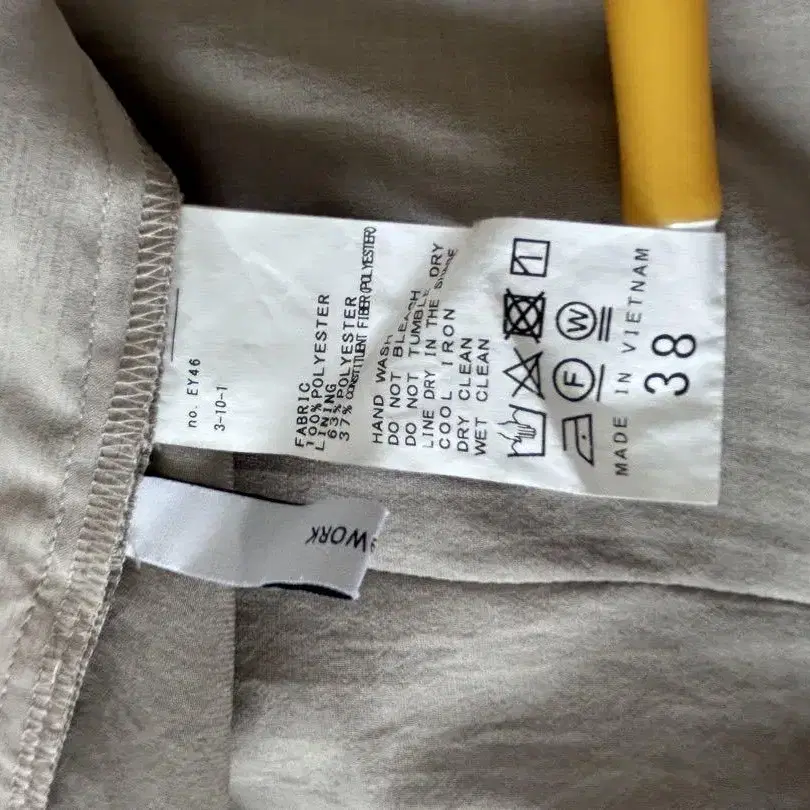 no. EY46
3-10-1
FABRIC
100%POLYESTER
LINING
63%POLYESTER
37% CONSTITUENT FIBER(POLYESTER)
HAND WASH
DO NOT BLEACH
DO NOT TUMBLE DRY
LINE DRY IN THE SHADE
COOL IRON
DRY CLEAN
WET CLEAN
F
W
MADE IN VIETNAM
38
WORK